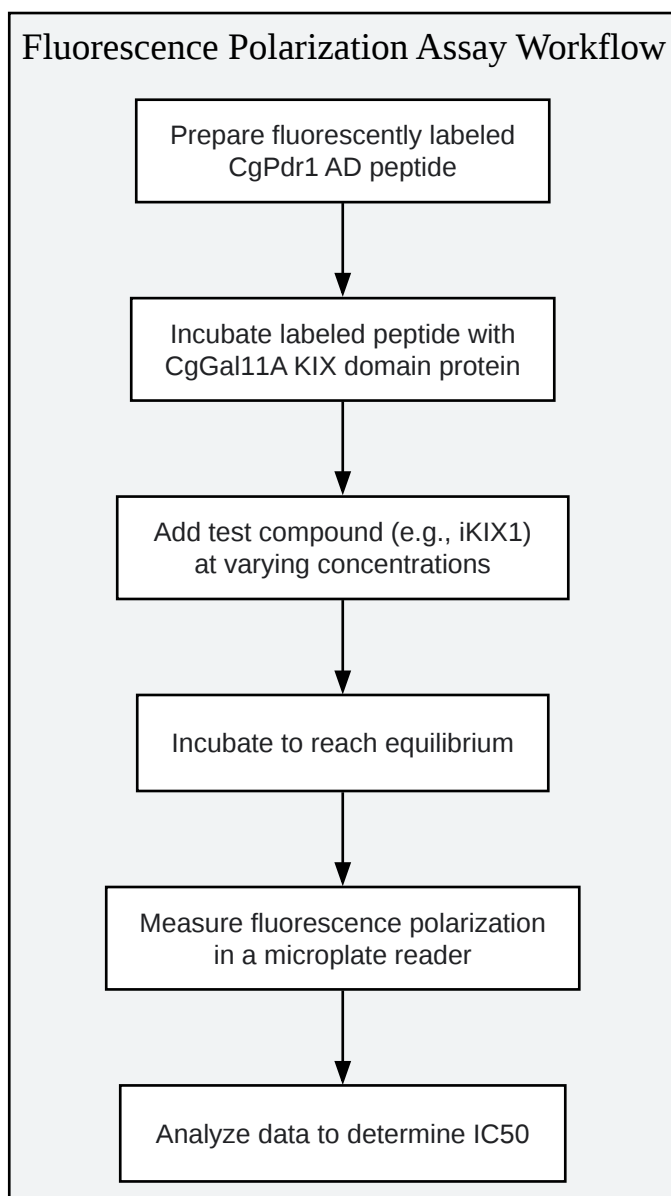 Fluorescence Polarization Assay Workflow
Prepare fluorescently labeled
CgPdr1 AD peptide
Incubate labeled peptide with
CgGal11A KIX domain protein
Add test compound (e.g., iKIX1)
at varying concentrations
Incubate to reach equilibrium
Measure fluorescence polarization
in a microplate reader
Analyze data to determine IC50